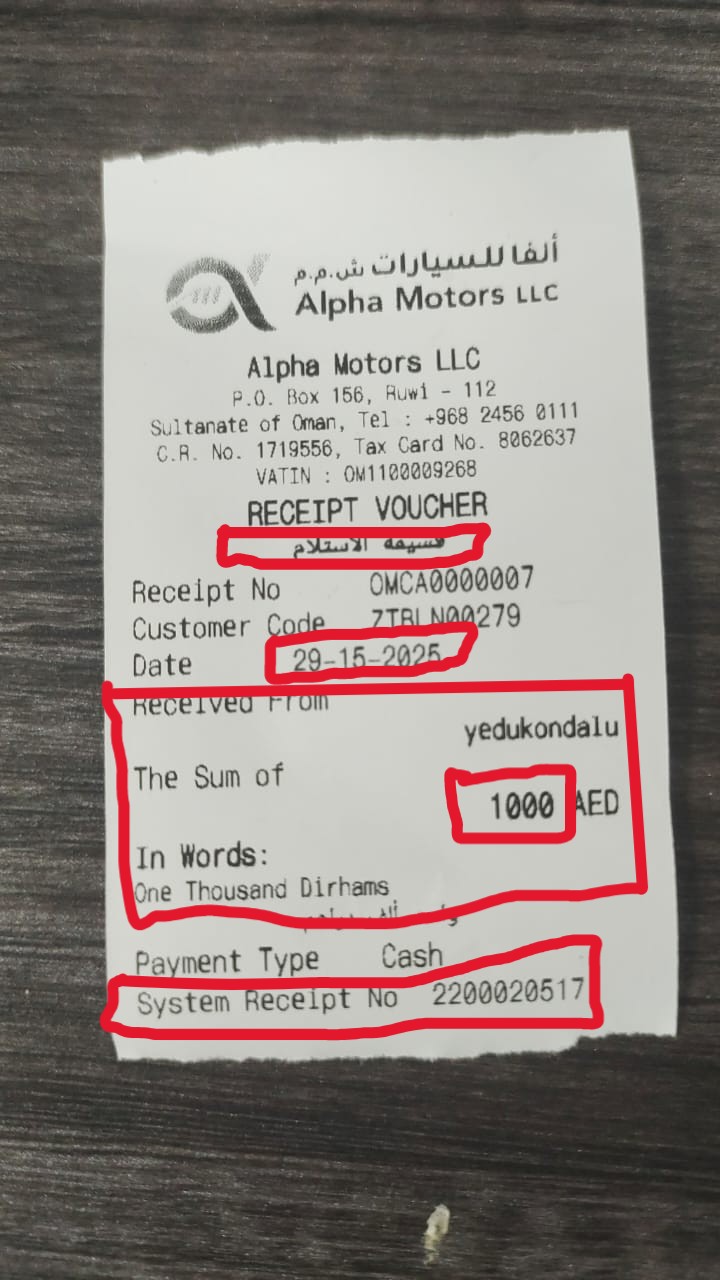 ألفا للسيارات ش.م.م
Alpha Motors LLC
Alpha Motors LLC
P.O. Box 156, Ruwi - 112
Sultanate of Oman, Tel : +968 2456 0111
C.R. No. 1719556, Tax Card No. 8062637
VATIN : OM1100009268
RECEIPT VOUCHER
قسيمة الاستلام
Receipt No OMCA0000007
Customer Code ZTBLN00279
Date 29-15-2025
Received From
yedukondalu
The Sum of
1000 AED
In Words:
One Thousand Dirhams
Payment Type Cash
System Receipt No 2200020517